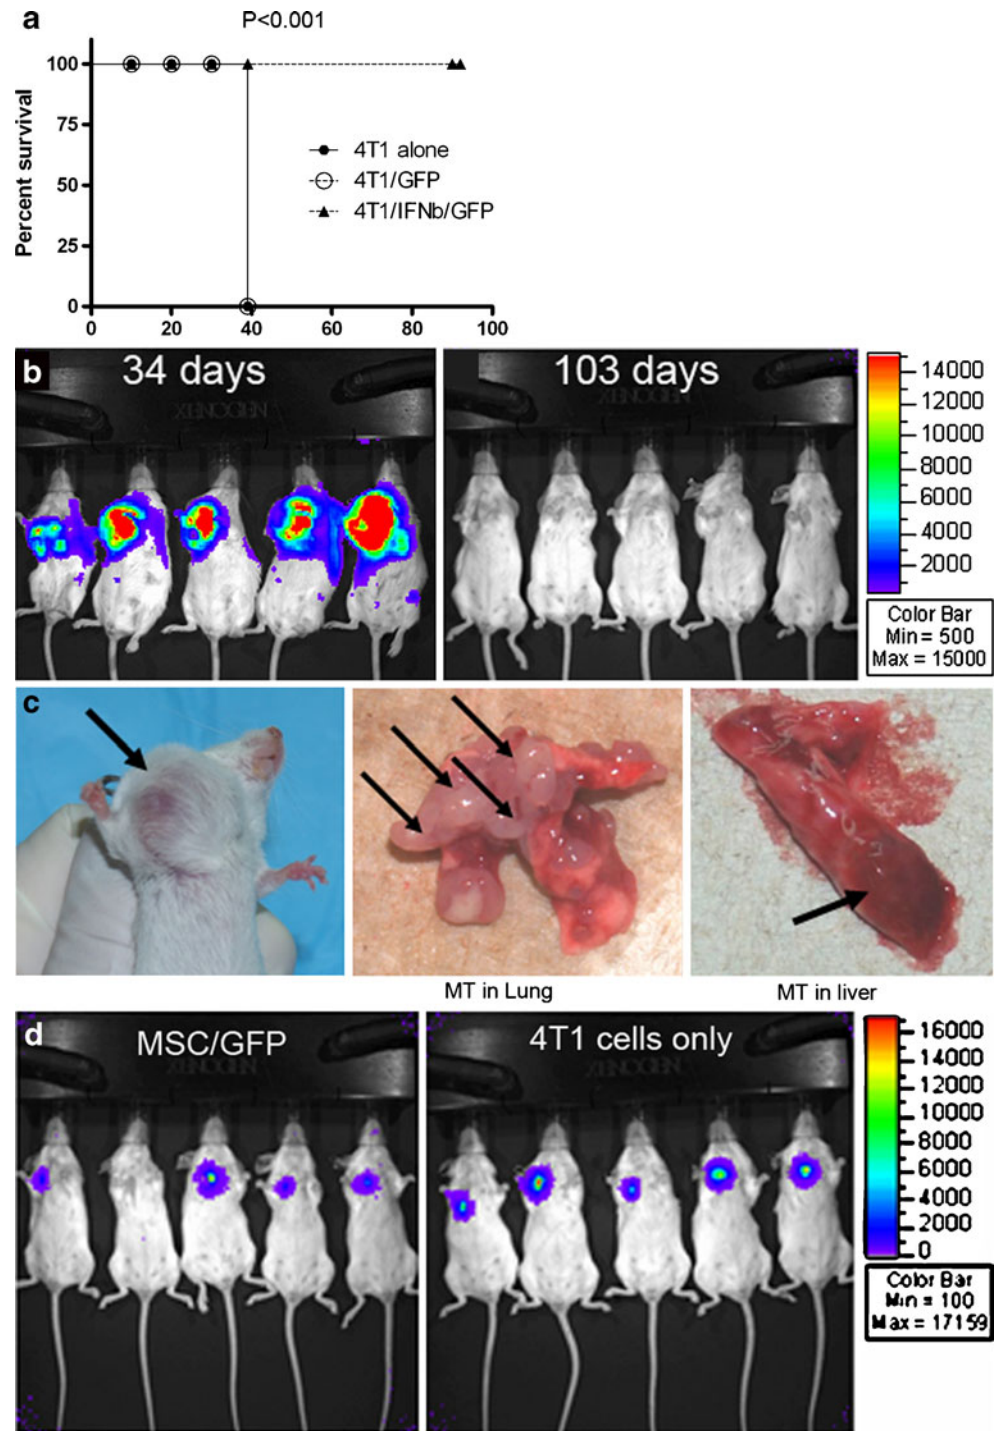 a
P<0.001
Percent survival
100
75
50
25
0
4T1 alone
4T1/GFP
4T1/IFNb/GFP
0 20 40 60 80 100
b
34 days
103 days
14000
12000
10000
8000
6000
4000
2000
Color Bar
Min = 500
Max = 15000
c
MT in Lung
MT in liver
d
MSC/GFP
4T1 cells only
16000
14000
12000
10000
8000
6000
4000
2000
0
Color Bar
Min = 100
Max = 17159